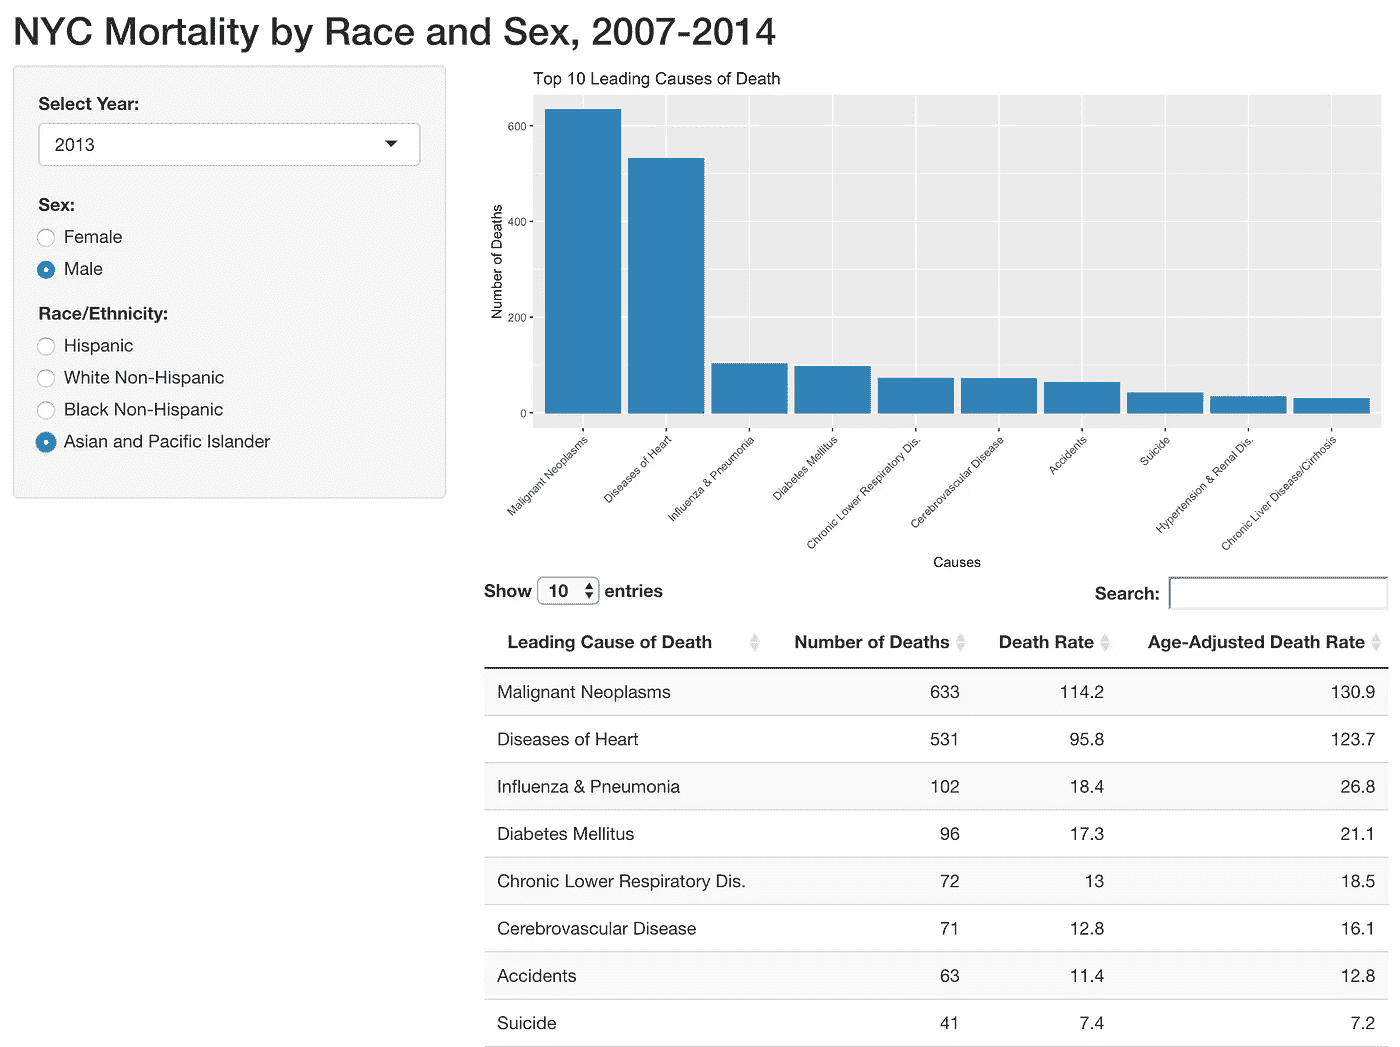 NYC Mortality by Race and Sex, 2007-2014
Select Year:
2013
Sex:
Female
Male
Race/Ethnicity:
Hispanic
White Non-Hispanic
Black Non-Hispanic
Asian and Pacific Islander
Top 10 Leading Causes of Death
Number of Deaths
600
400
200
0
Malignant Neoplasms
Diseases of Heart
Influenza & Pneumonia
Diabetes Mellitus
Chronic Lower Respiratory Dis.
Cerebrovascular Disease
Accidents
Suicide
Hypertension & Renal Dis.
Chronic Liver Disease/Cirrhosis
Causes
Show 10 entries
Search:
Leading Cause of Death Number of Deaths Death Rate Age-Adjusted Death Rate
Malignant Neoplasms 633 114.2 130.9
Diseases of Heart 531 95.8 123.7
Influenza & Pneumonia 102 18.4 26.8
Diabetes Mellitus 96 17.3 21.1
Chronic Lower Respiratory Dis. 72 13 18.5
Cerebrovascular Disease 71 12.8 16.1
Accidents 63 11.4 12.8
Suicide 41 7.4 7.2